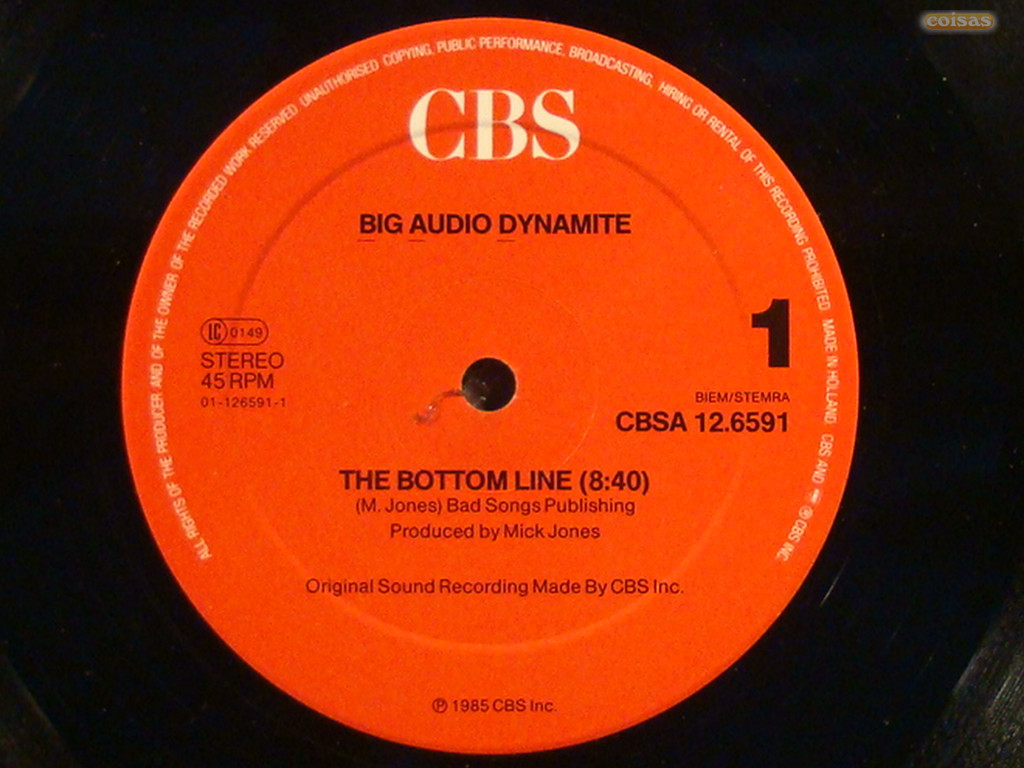 coisas
ALL RIGHTS OF THE PRODUCER AND OF THE OWNER OF THE RECORDED WORK RESERVED UNAUTHORISED COPYING, PUBLIC PERFORMANCE, BROADCASTING, HIRING OR RENTAL OF THIS RECORDING PROHIBITED. MADE IN HOLLAND. CBS AND ℗ CBS INC.
CBS
BIG AUDIO DYNAMITE
1
LC 0149
STEREO
45 RPM
01-126591-1
BIEM/STEMRA
CBSA 12.6591
THE BOTTOM LINE (8:40)
(M. Jones) Bad Songs Publishing
Produced by Mick Jones
Original Sound Recording Made By CBS Inc.
℗ 1985 CBS Inc.